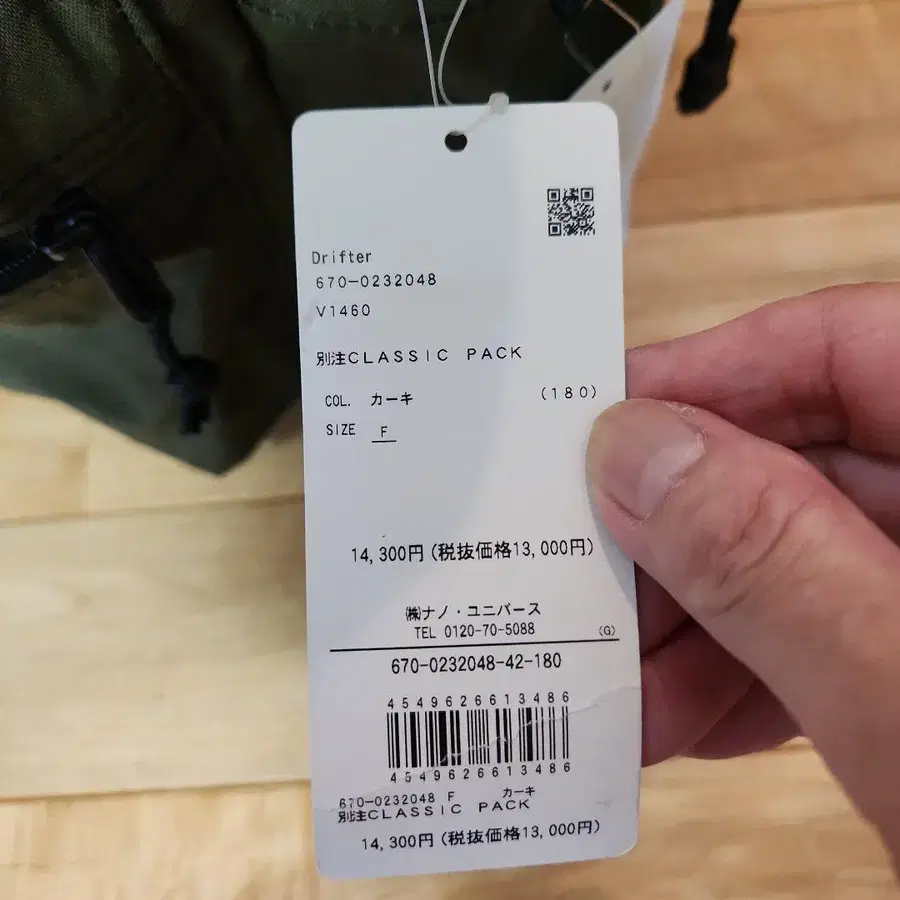 Drifter
670-0232048
V1460
別注CLASSIC PACK
COL. カーキ (180)
SIZE F
14,300円(税抜価格13,000円)
㈱ナノ・ユニバース
TEL 0120-70-5088 (G)
670-0232048-42-180
4549626613486
4549626613486
670-0232048 F カーキ
別注CLASSIC PACK
14,300円(税抜価格13,000円)